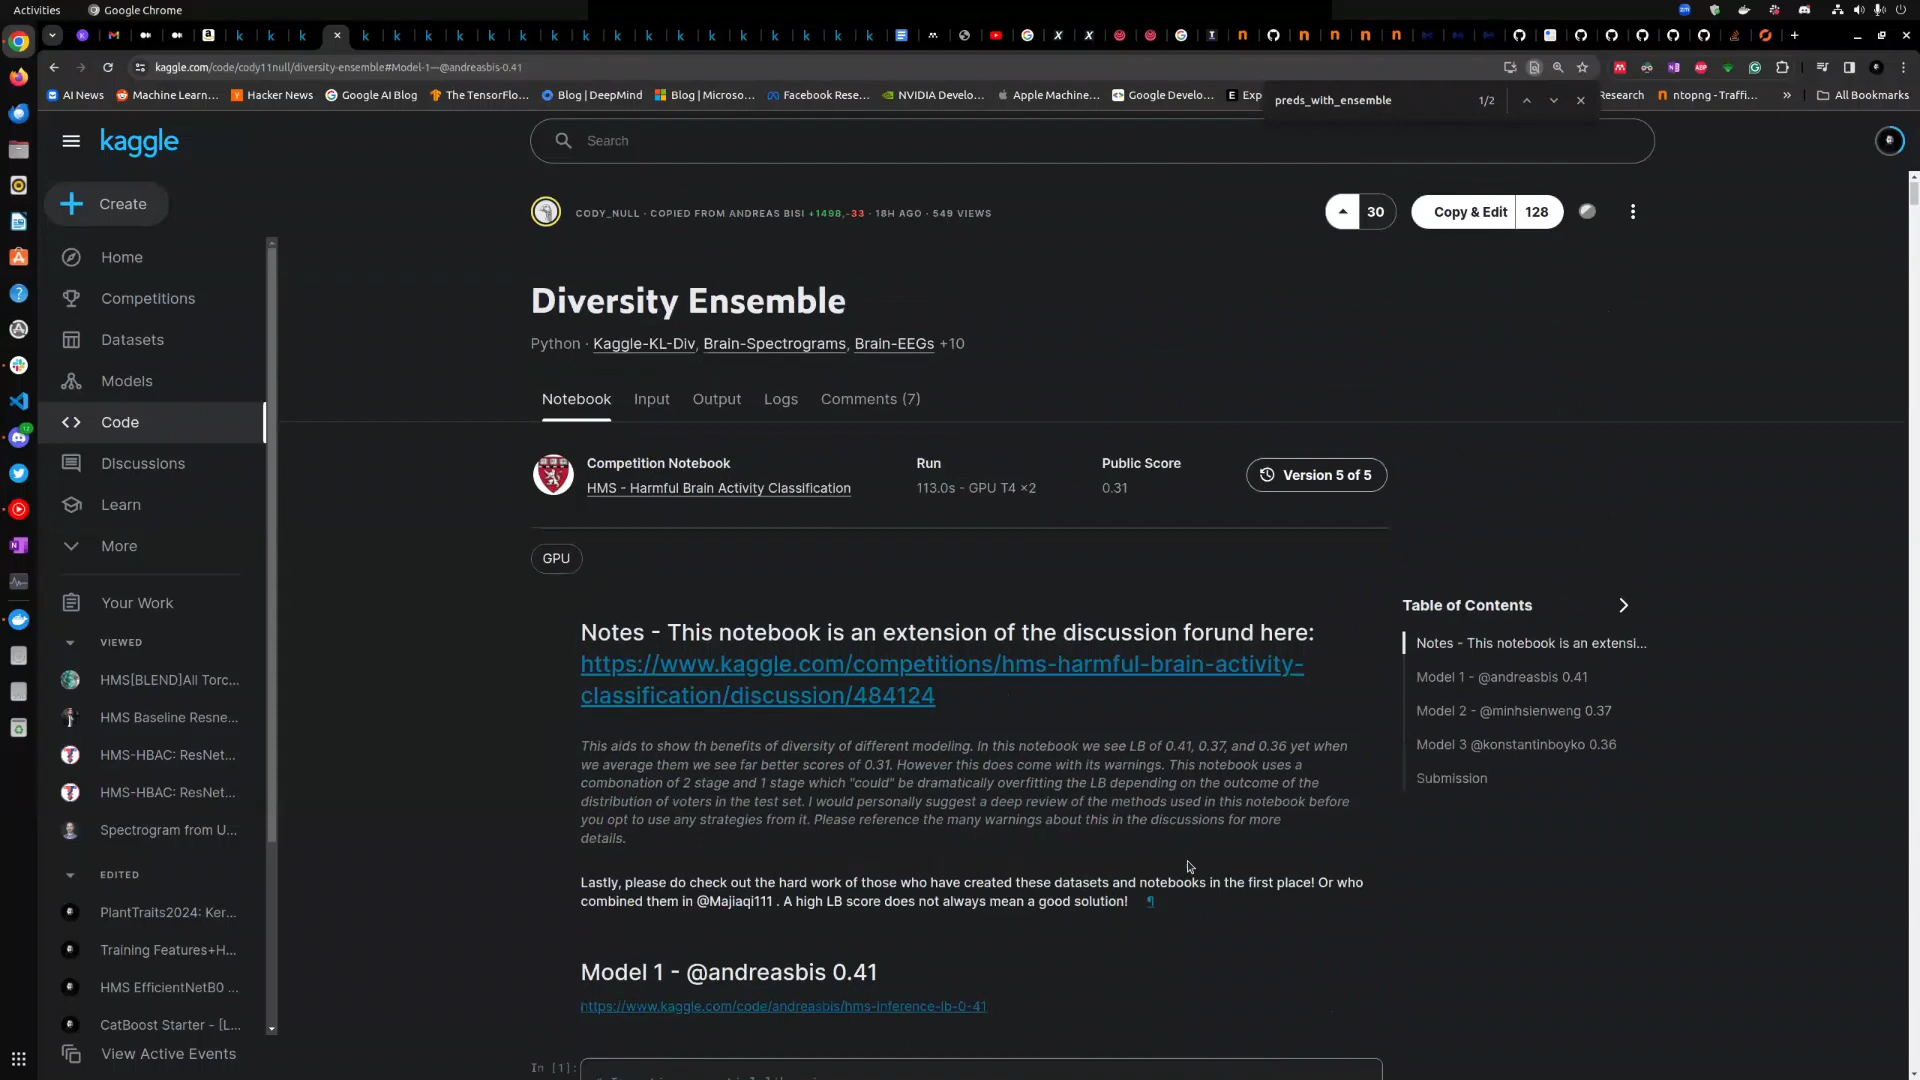 Activities
Google Chrome
kaggle.com/code/cody11null/diversity-ensemble#Model-1—@andreasbis-0.41
AI News
Machine Learn...
Hacker News
Google AI Blog
The TensorFlo...
Blog | DeepMind
Blog | Microso...
Facebook Rese...
NVIDIA Develo...
Apple Machine...
Google Develo...
Exp
preds_with_ensemble
1/2
Research
ntopng - Traffi...
»
All Bookmarks
kaggle
Search
Create
CODY_NULL · COPIED FROM ANDREAS BISI +1498,-33 · 18H AGO · 549 VIEWS
30
Copy & Edit
128
Home
Competitions
Datasets
Models
Code
Discussions
Learn
More
Your Work
VIEWED
HMS[BLEND]All Torc...
HMS Baseline Resne...
HMS-HBAC: ResNet...
HMS-HBAC: ResNet...
Spectrogram from U...
EDITED
PlantTraits2024: Ker...
Training Features+H...
HMS EfficientNetB0 ...
CatBoost Starter - [L...
View Active Events
Diversity Ensemble
Python · Kaggle-KL-Div, Brain-Spectrograms, Brain-EEGs +10
Notebook
Input
Output
Logs
Comments (7)
Competition Notebook
HMS - Harmful Brain Activity Classification
Run
113.0s - GPU T4 ×2
Public Score
0.31
Version 5 of 5
GPU
Notes - This notebook is an extension of the discussion forund here:
https://www.kaggle.com/competitions/hms-harmful-brain-activity-
classification/discussion/484124
This aids to show th benefits of diversity of different modeling. In this notebook we see LB of 0.41, 0.37, and 0.36 yet when
we average them we see far better scores of 0.31. However this does come with its warnings. This notebook uses a
combonation of 2 stage and 1 stage which "could" be dramatically overfitting the LB depending on the outcome of the
distribution of voters in the test set. I would personally suggest a deep review of the methods used in this notebook before
you opt to use any strategies from it. Please reference the many warnings about this in the discussions for more
details.
Lastly, please do check out the hard work of those who have created these datasets and notebooks in the first place! Or who
combined them in @Majiaqi111 . A high LB score does not always mean a good solution! ¶
Model 1 - @andreasbis 0.41
https://www.kaggle.com/code/andreasbis/hms-inference-lb-0-41
In [1]:
Table of Contents
Notes - This notebook is an extensi...
Model 1 - @andreasbis 0.41
Model 2 - @minhsienweng 0.37
Model 3 @konstantinboyko 0.36
Submission